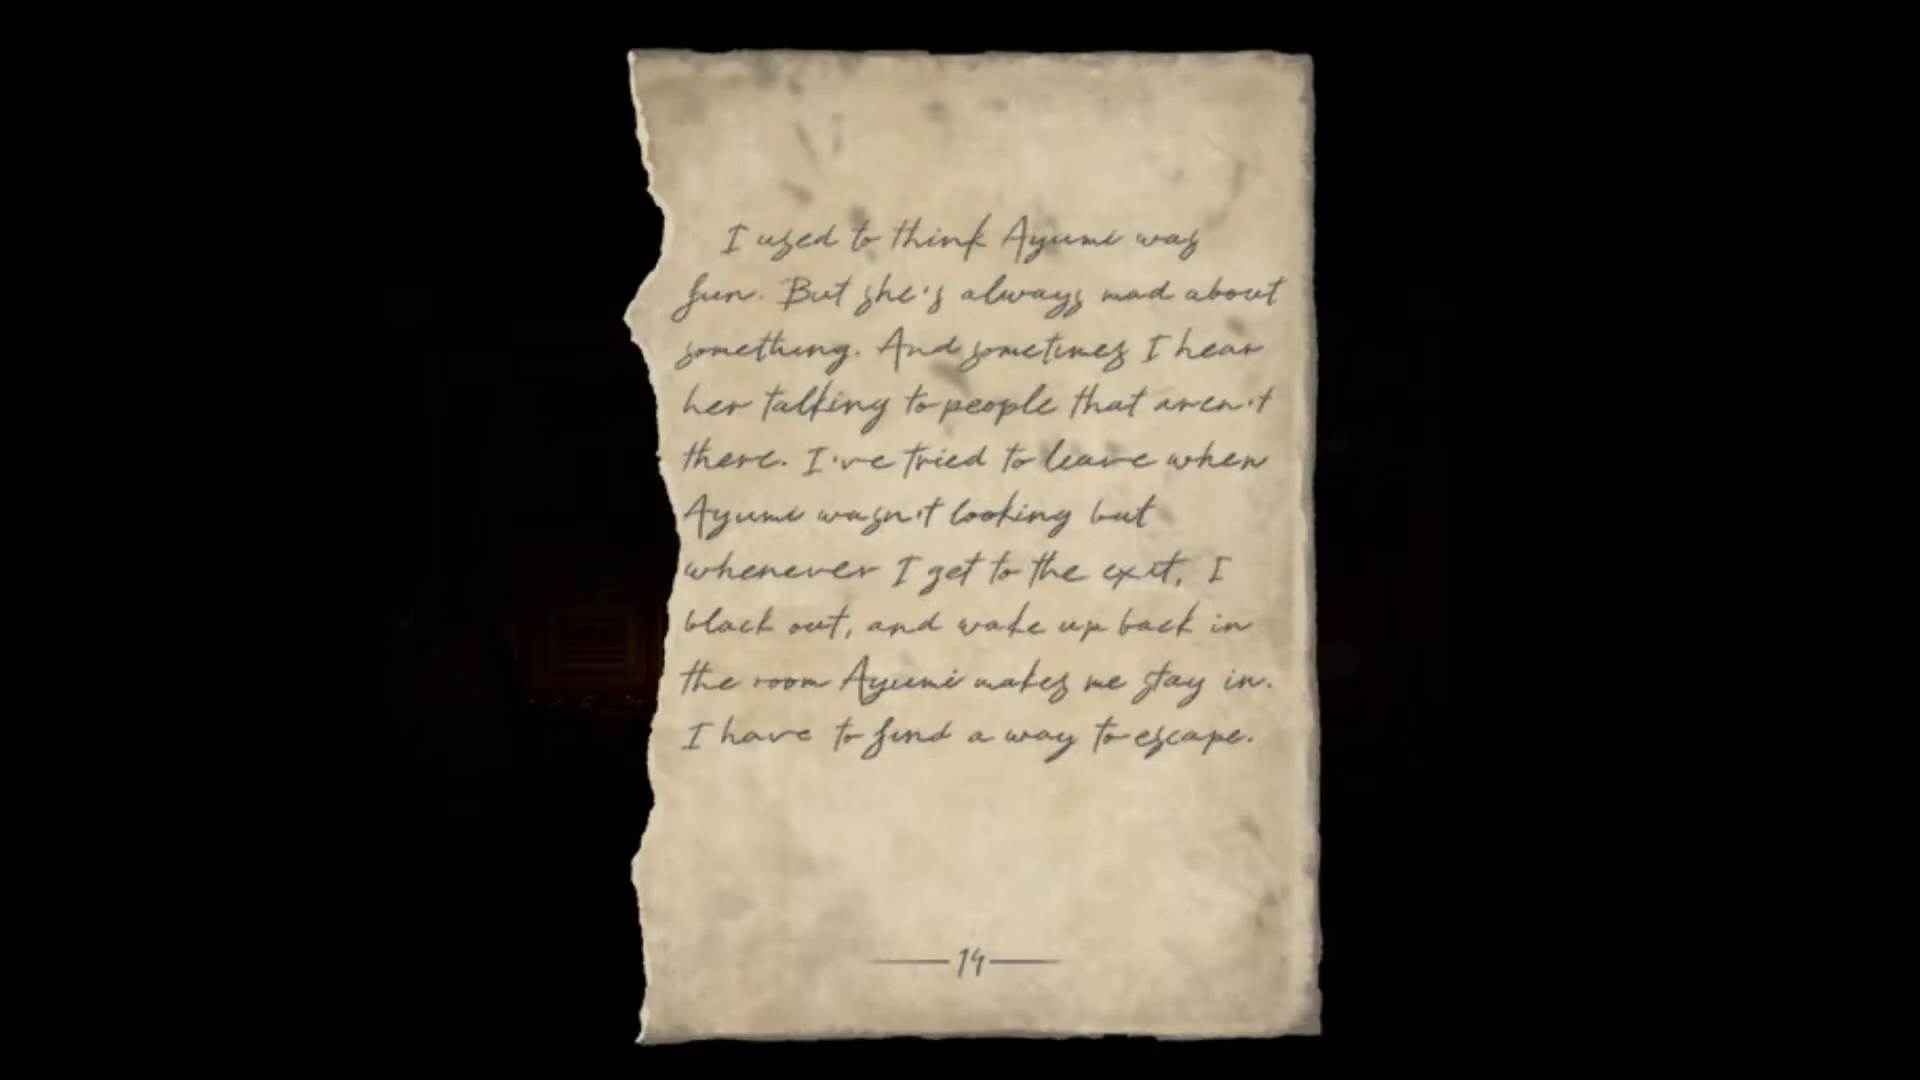 I used to think Ayumi was
fun. But she's always mad about
something. And sometimes I hear
her talking to people that aren't
there. I've tried to leave when
Ayumi wasn't looking but
whenever I get to the exit, I
black out, and wake up back in
the room Ayumi makes me stay in.
I have to find a way to escape.
14